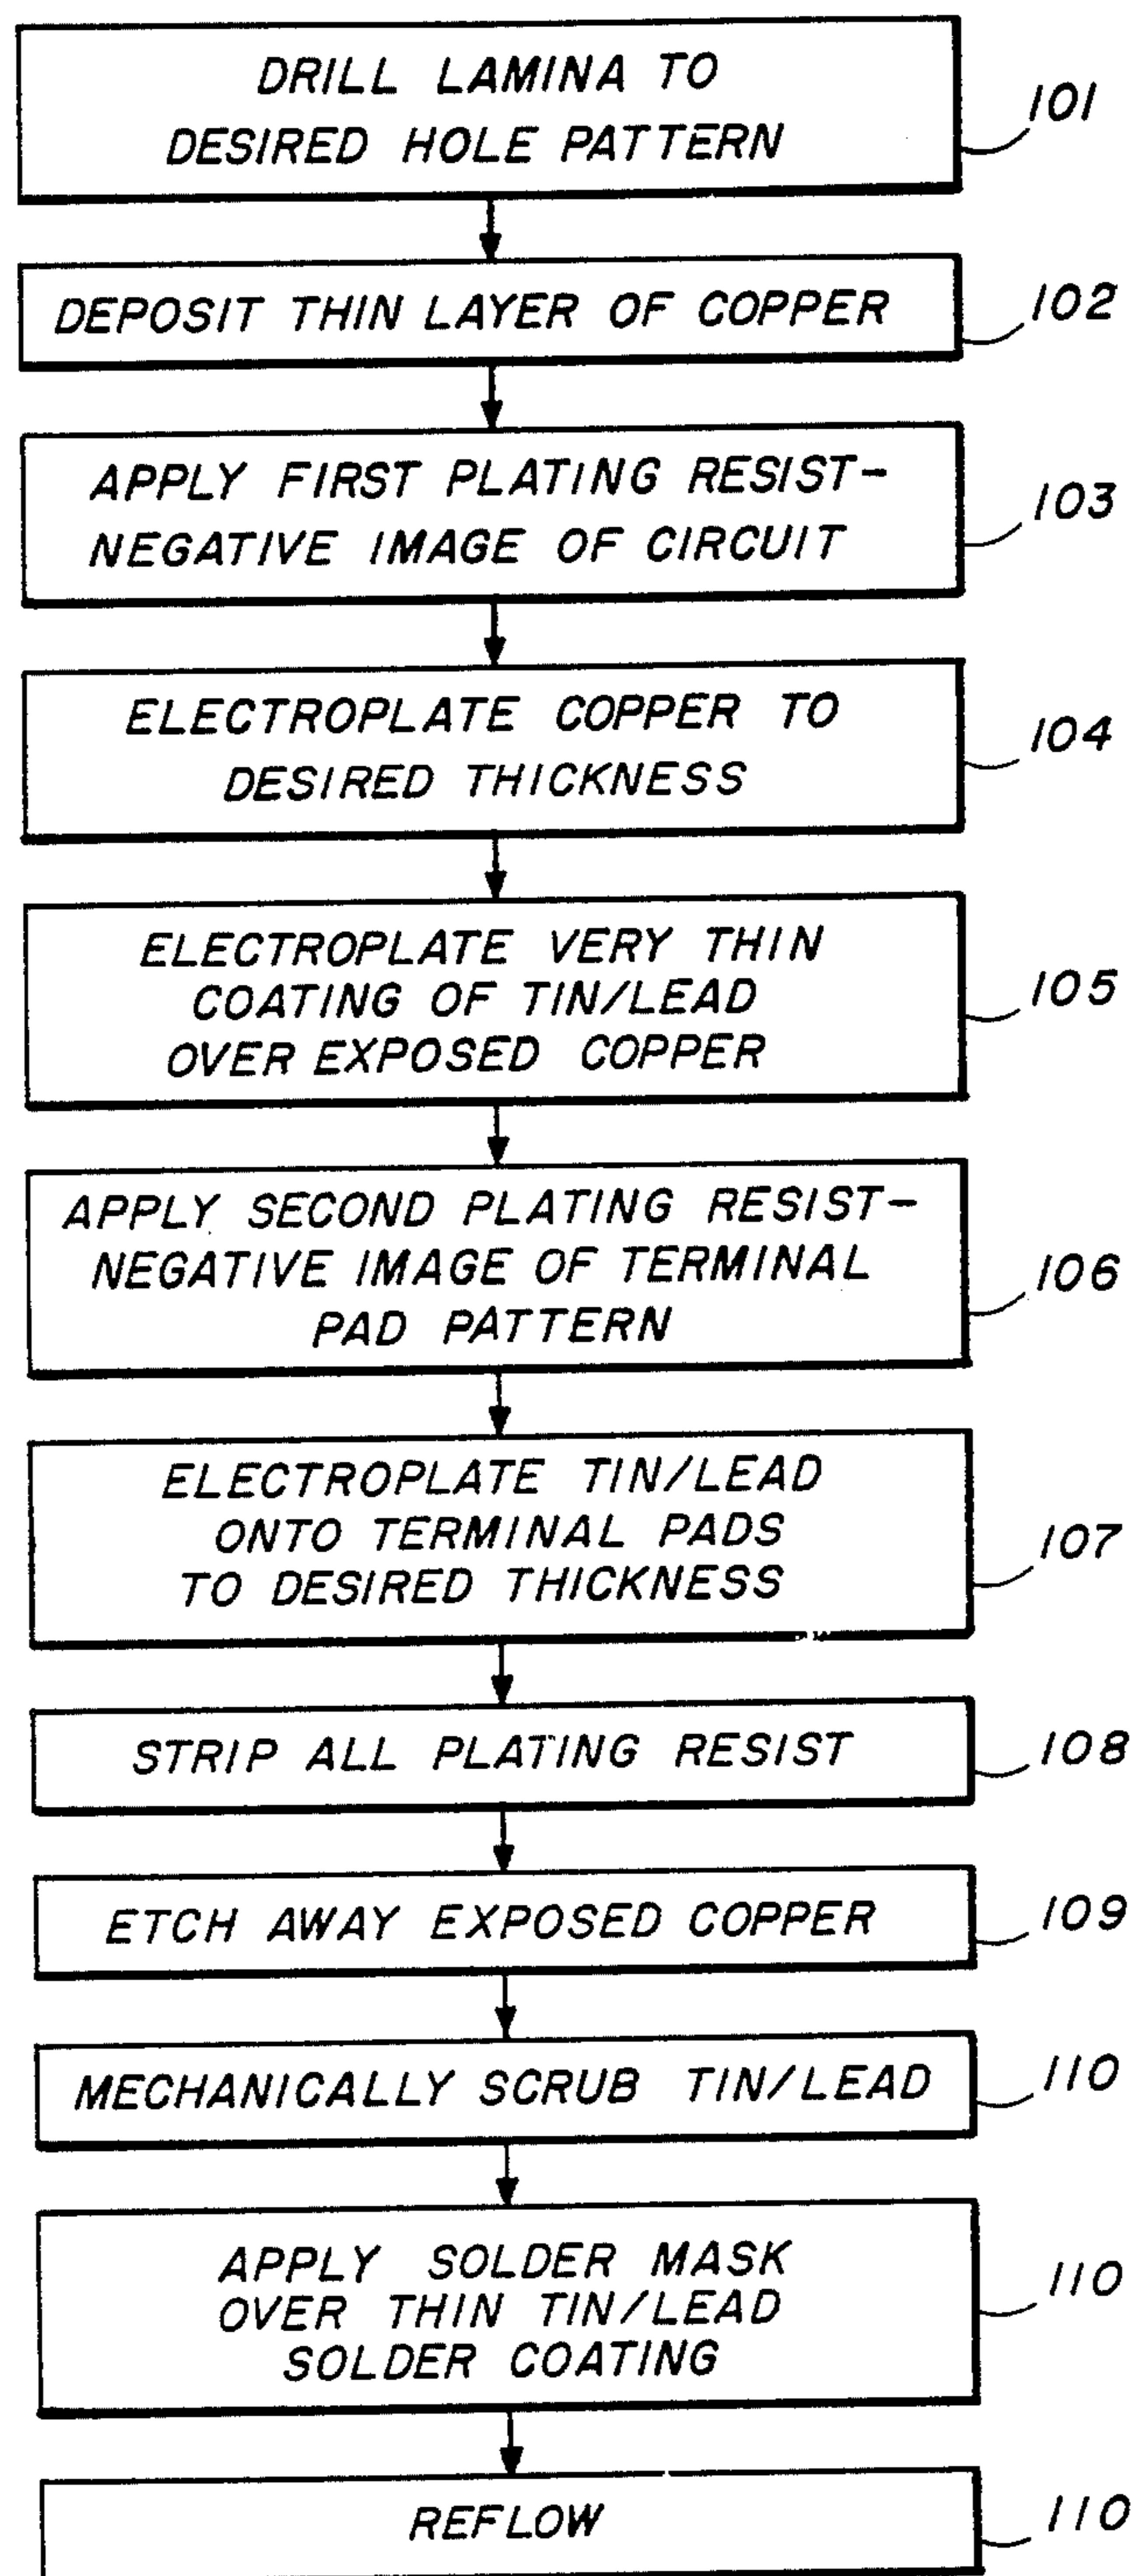 DRILL LAMINA TO
DESIRED HOLE PATTERN
101
DEPOSIT THIN LAYER OF COPPER
102
APPLY FIRST PLATING RESIST-
NEGATIVE IMAGE OF CIRCUIT
103
ELECTROPLATE COPPER TO
DESIRED THICKNESS
104
ELECTROPLATE VERY THIN
COATING OF TIN/LEAD
OVER EXPOSED COPPER
105
APPLY SECOND PLATING RESIST-
NEGATIVE IMAGE OF TERMINAL
PAD PATTERN
106
ELECTROPLATE TIN/LEAD
ONTO TERMINAL PADS
TO DESIRED THICKNESS
107
STRIP ALL PLATING RESIST
108
ETCH AWAY EXPOSED COPPER
109
MECHANICALLY SCRUB TIN/LEAD
110
APPLY SOLDER MASK
OVER THIN TIN/LEAD
SOLDER COATING
110
REFLOW
110